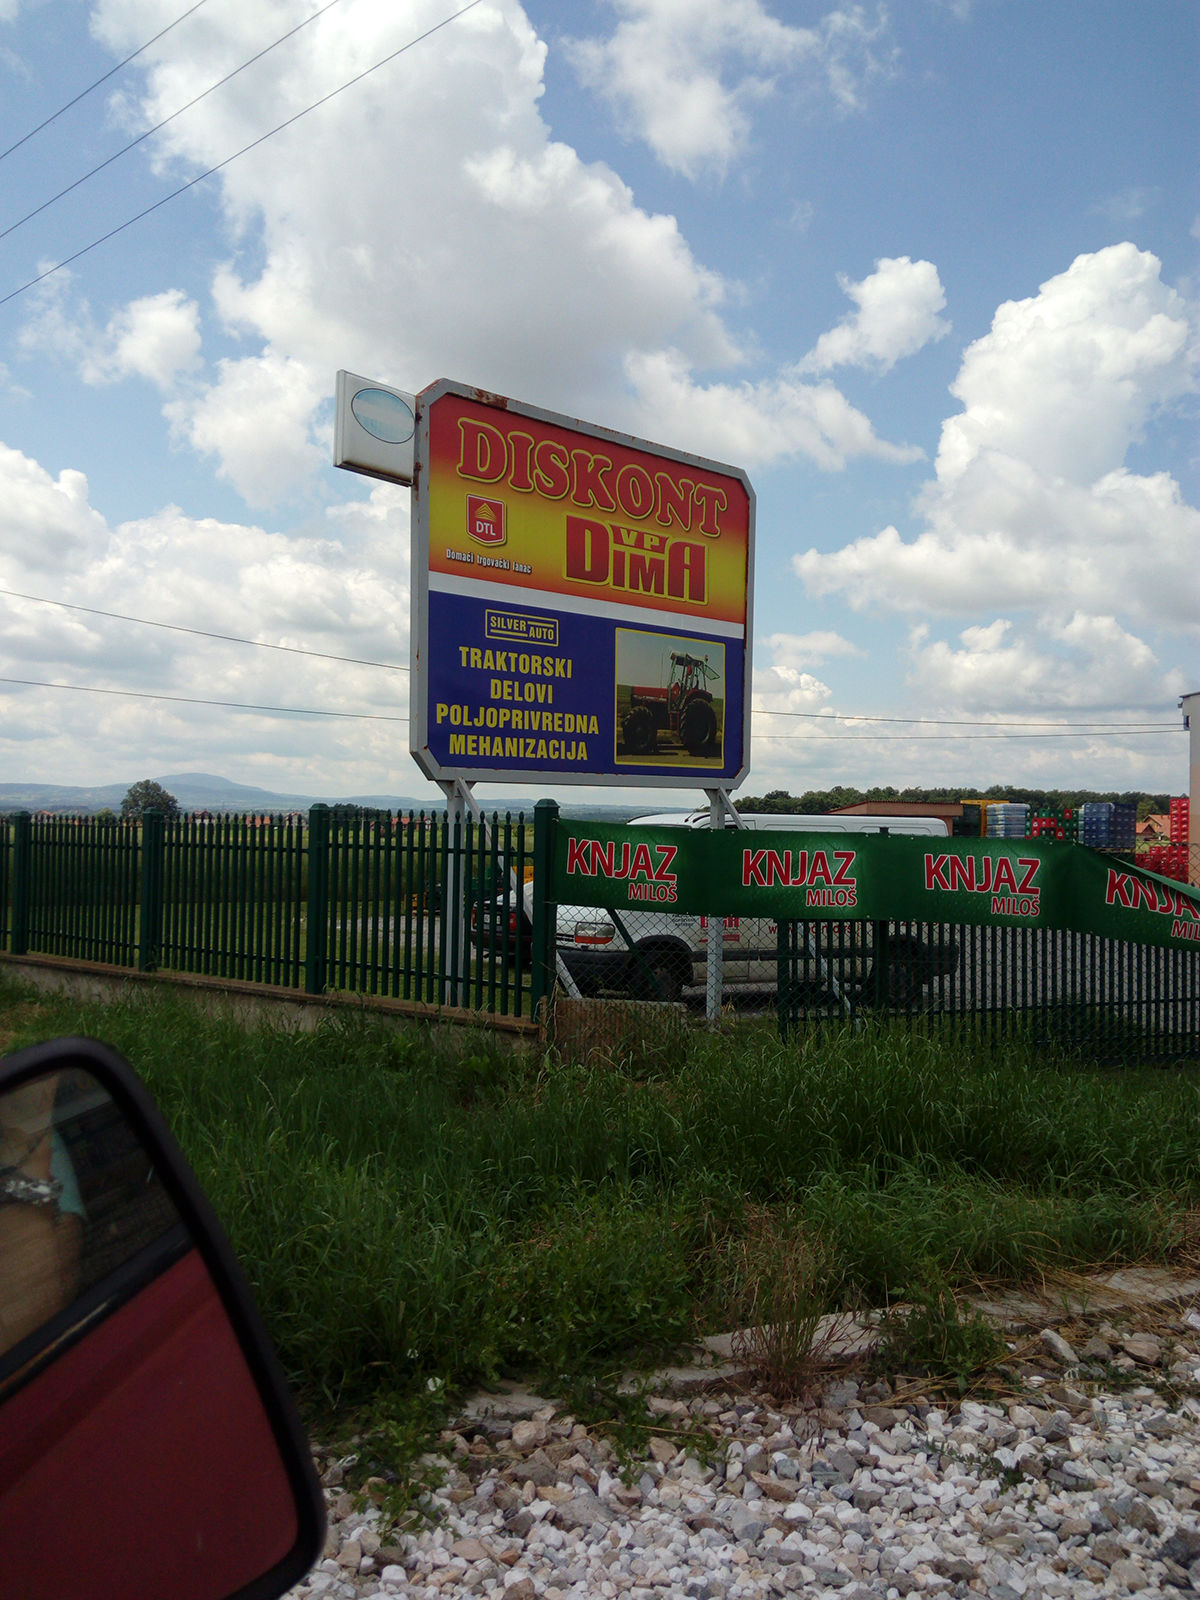 DISKONT
DTL
Domaći trgovački lanac
VP
DIMA
SILVER
AUTO
TRAKTORSKI
DELOVI
POLJOPRIVREDNA
MEHANIZACIJA
KNJAZ
MILOŠ
KNJAZ
MILOŠ
KNJAZ
MILOŠ
KNJAZ